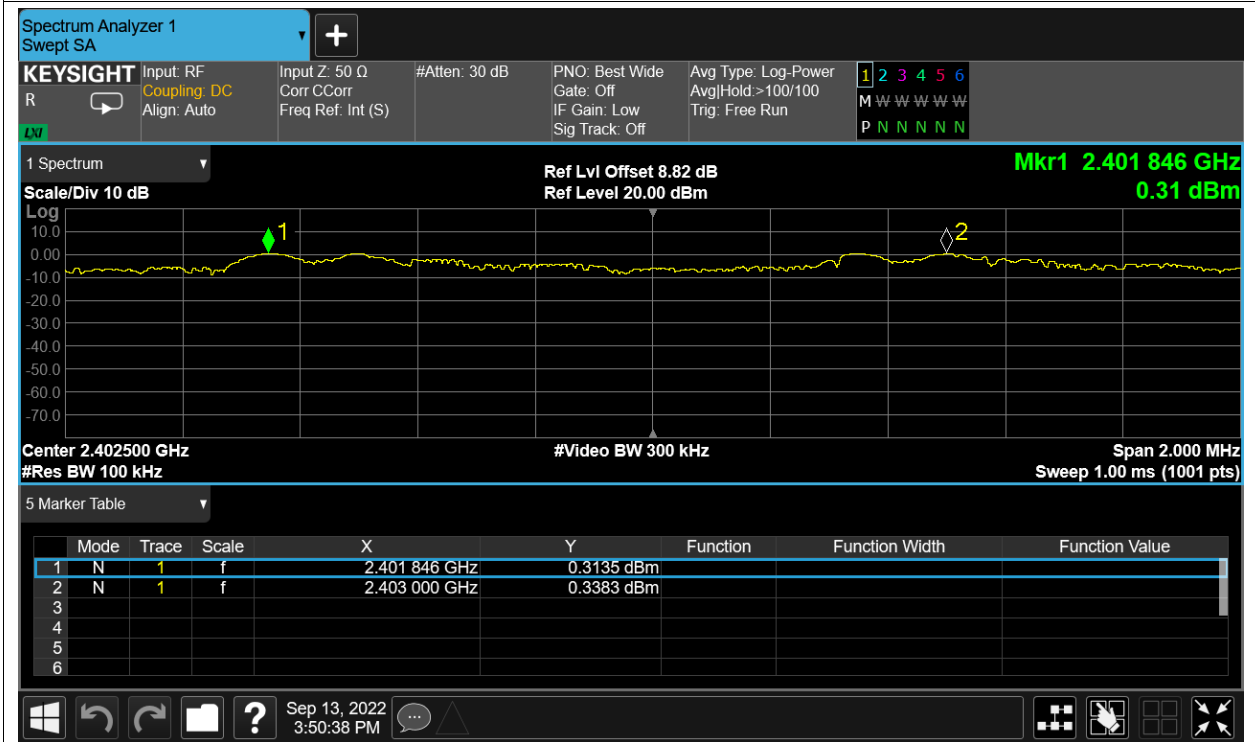 Spectrum Analyzer 1
Swept SA
+
KEYSIGHT Input: RF Input Z: 50 Ω #Atten: 30 dB PNO: Best Wide Avg Type: Log-Power 1 2 3 4 5 6
R Coupling: DC Corr CCorr Gate: Off Avg|Hold:>100/100 M W W W W W
Align: Auto Freq Ref: Int (S) IF Gain: Low Trig: Free Run P N N N N N
LXI Sig Track: Off
1 Spectrum Ref Lvl Offset 8.82 dB Mkr1 2.401 846 GHz
Scale/Div 10 dB Ref Level 20.00 dBm 0.31 dBm
Log
10.0
0.00
-10.0
-20.0
-30.0
-40.0
-50.0
-60.0
-70.0
1
2
Center 2.402500 GHz #Video BW 300 kHz Span 2.000 MHz
#Res BW 100 kHz Sweep 1.00 ms (1001 pts)
5 Marker Table
Mode Trace Scale X Y Function Function Width Function Value
1 N 1 f 2.401 846 GHz 0.3135 dBm
2 N 1 f 2.403 000 GHz 0.3383 dBm
3
4
5
6
? Sep 13, 2022
3:50:38 PM